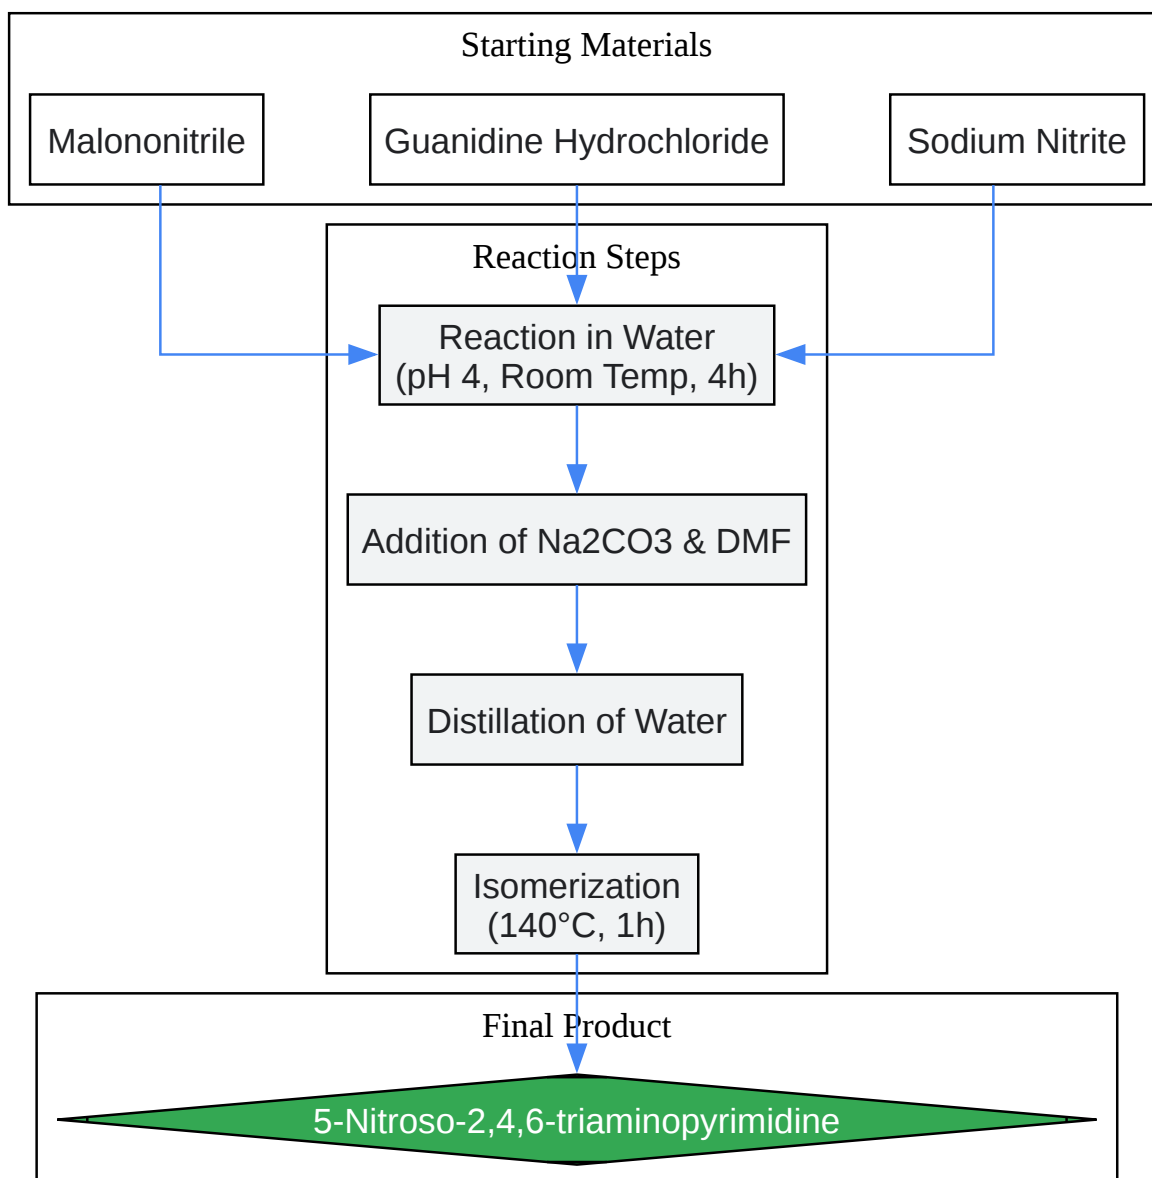 Starting Materials
Malononitrile
Guanidine Hydrochloride
Sodium Nitrite
Reaction Steps
Reaction in Water
(pH 4, Room Temp, 4h)
Addition of Na2CO3 & DMF
Distillation of Water
Isomerization
(140°C, 1h)
Final Product
5-Nitroso-2,4,6-triaminopyrimidine